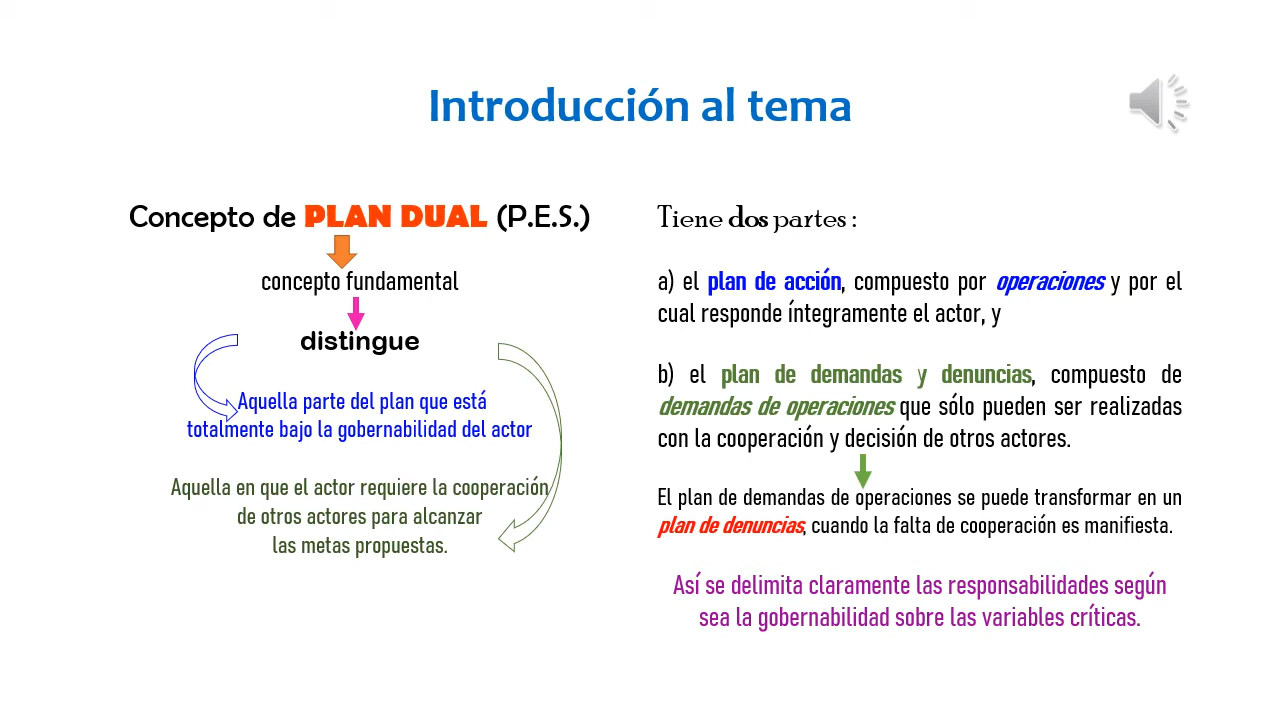 Introducción al tema
Concepto de PLAN DUAL (P.E.S.)
concepto fundamental
distingue
Aquella parte del plan que está
totalmente bajo la gobernabilidad del actor
Aquella en que el actor requiere la cooperación
de otros actores para alcanzar
las metas propuestas.
Tiene dos partes :
a) el plan de acción, compuesto por operaciones y por el
cual responde íntegramente el actor, y
b) el plan de demandas y denuncias, compuesto de
demandas de operaciones que sólo pueden ser realizadas
con la cooperación y decisión de otros actores.
El plan de demandas de operaciones se puede transformar en un
plan de denuncias, cuando la falta de cooperación es manifiesta.
Así se delimita claramente las responsabilidades según
sea la gobernabilidad sobre las variables críticas.